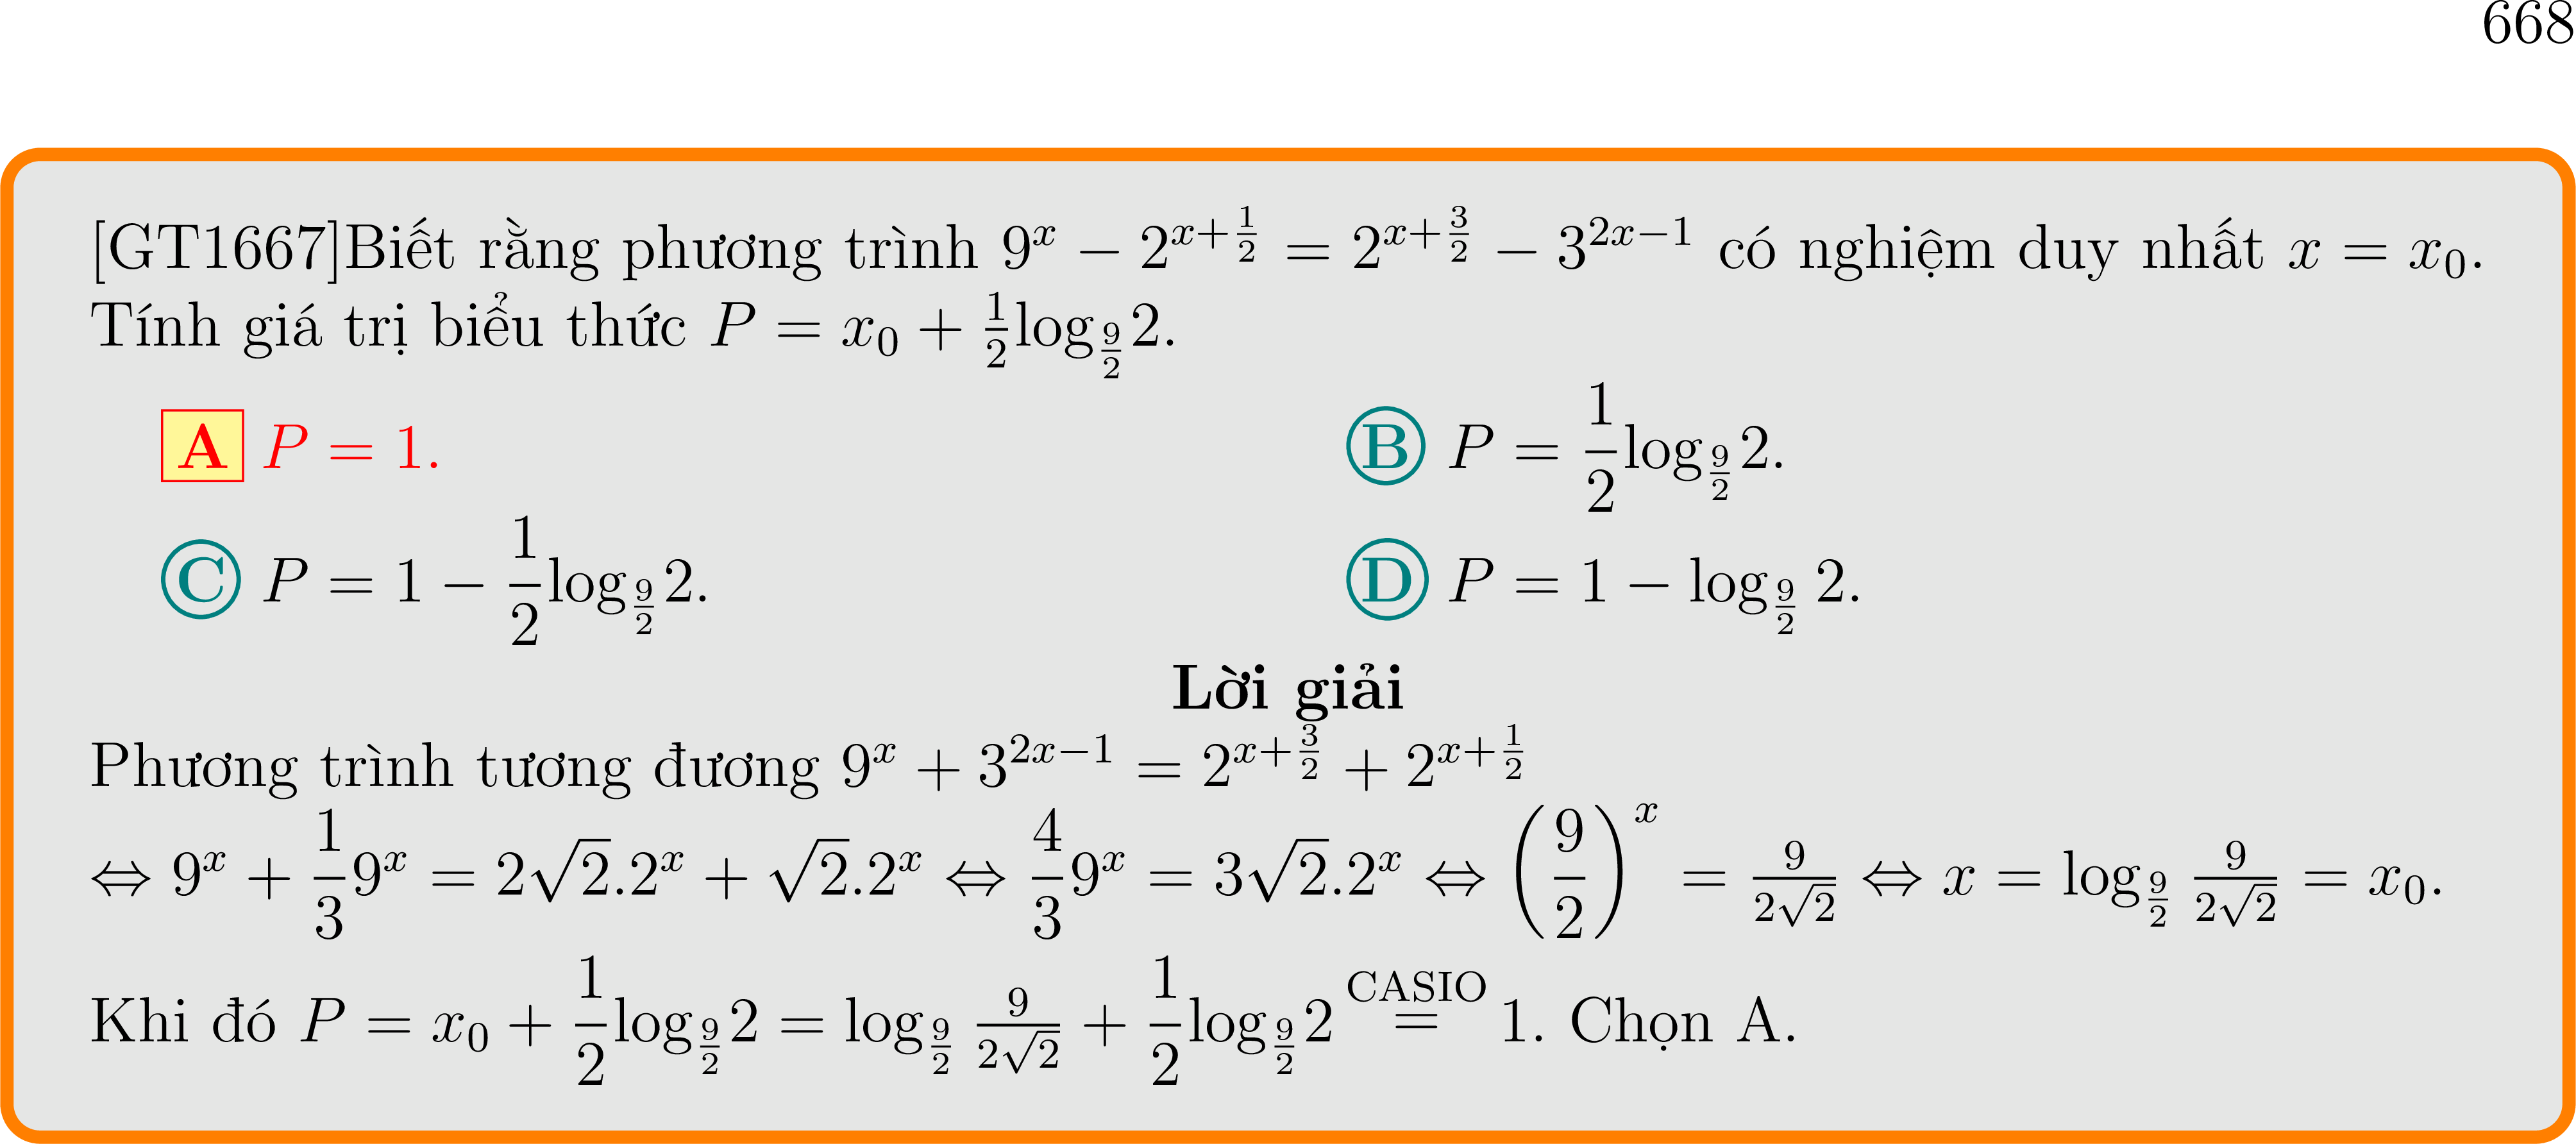 668
[GT1667]Biết rằng phương trình $9^x - 2^{x+\frac{1}{2}} = 2^{x+\frac{3}{2}} - 3^{2x-1}$ có nghiệm duy nhất $x = x_0$.
Tính giá trị biểu thức $P = x_0 + \frac{1}{2}\log_{\frac{9}{2}}2$.
A $P = 1$. B $P = \dfrac{1}{2}\log_{\frac{9}{2}}2$.
C $P = 1 - \dfrac{1}{2}\log_{\frac{9}{2}}2$. D $P = 1 - \log_{\frac{9}{2}}2$.
Lời giải
Phương trình tương đương $9^x + 3^{2x-1} = 2^{x+\frac{3}{2}} + 2^{x+\frac{1}{2}}$
$\Leftrightarrow 9^x + \dfrac{1}{3}9^x = 2\sqrt{2}.2^x + \sqrt{2}.2^x \Leftrightarrow \dfrac{4}{3}9^x = 3\sqrt{2}.2^x \Leftrightarrow \left(\dfrac{9}{2}\right)^x = \frac{9}{2\sqrt{2}} \Leftrightarrow x = \log_{\frac{9}{2}}\frac{9}{2\sqrt{2}} = x_0$.
Khi đó $P = x_0 + \dfrac{1}{2}\log_{\frac{9}{2}}2 = \log_{\frac{9}{2}}\frac{9}{2\sqrt{2}} + \dfrac{1}{2}\log_{\frac{9}{2}}2 \overset{\text{CASIO}}{=} 1$. Chọn A.